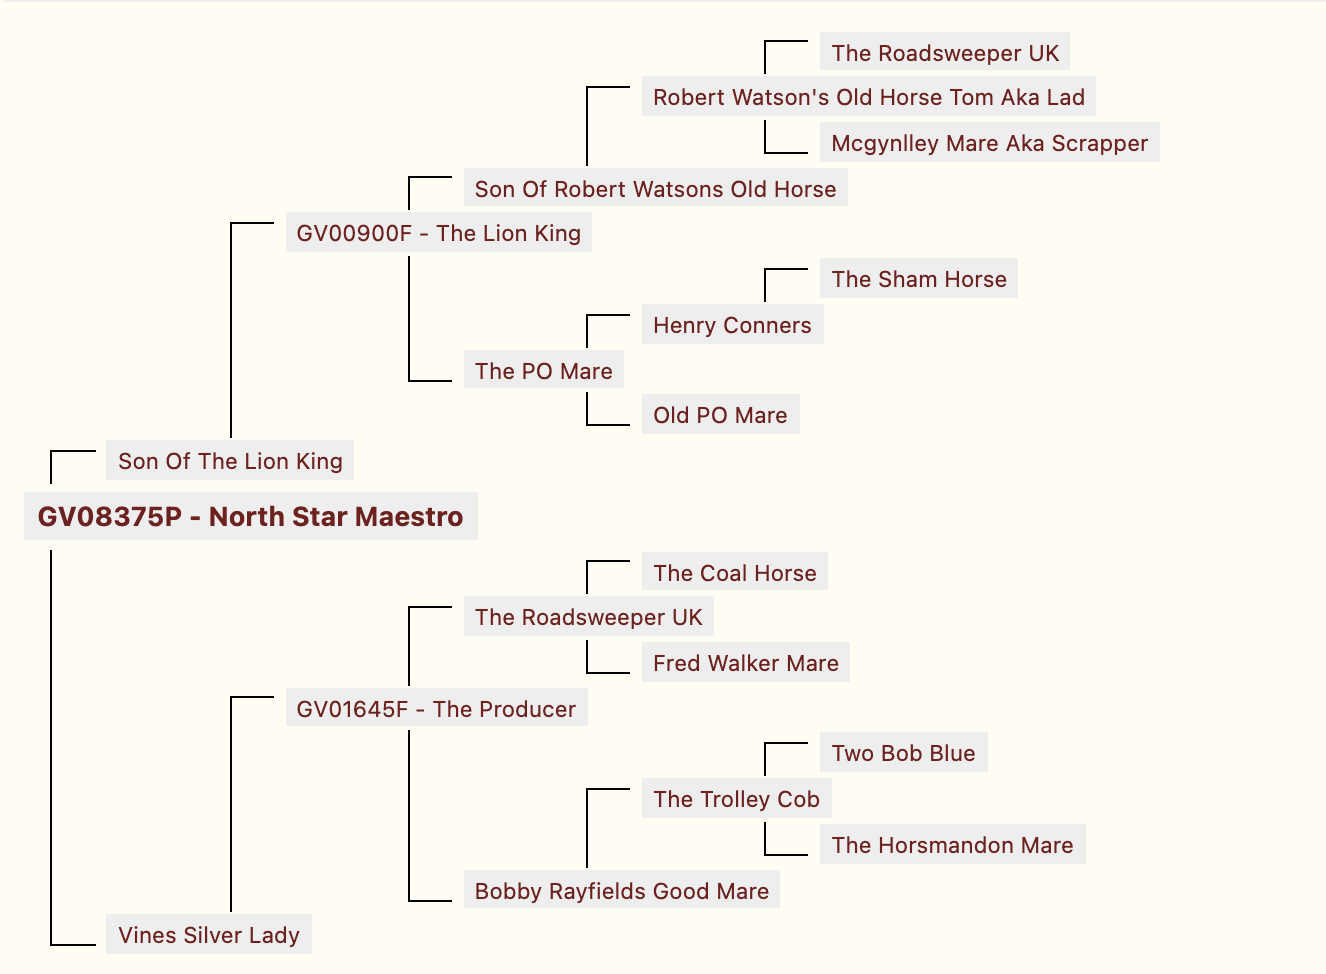 The Roadsweeper UK
Robert Watson's Old Horse Tom Aka Lad
Mcgynlley Mare Aka Scrapper
Son Of Robert Watsons Old Horse
GV00900F - The Lion King
The Sham Horse
Henry Conners
The PO Mare
Old PO Mare
Son Of The Lion King
GV08375P - North Star Maestro
The Coal Horse
The Roadsweeper UK
Fred Walker Mare
GV01645F - The Producer
Two Bob Blue
The Trolley Cob
The Horsmandon Mare
Bobby Rayfields Good Mare
Vines Silver Lady